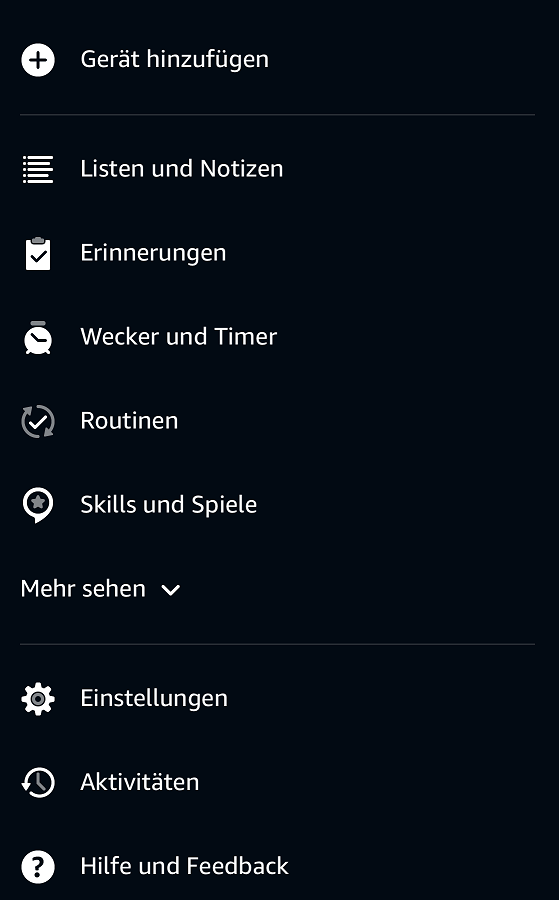 Gerät hinzufügen
Listen und Notizen
Erinnerungen
Wecker und Timer
Routinen
Skills und Spiele
Mehr sehen
Einstellungen
Aktivitäten
Hilfe und Feedback